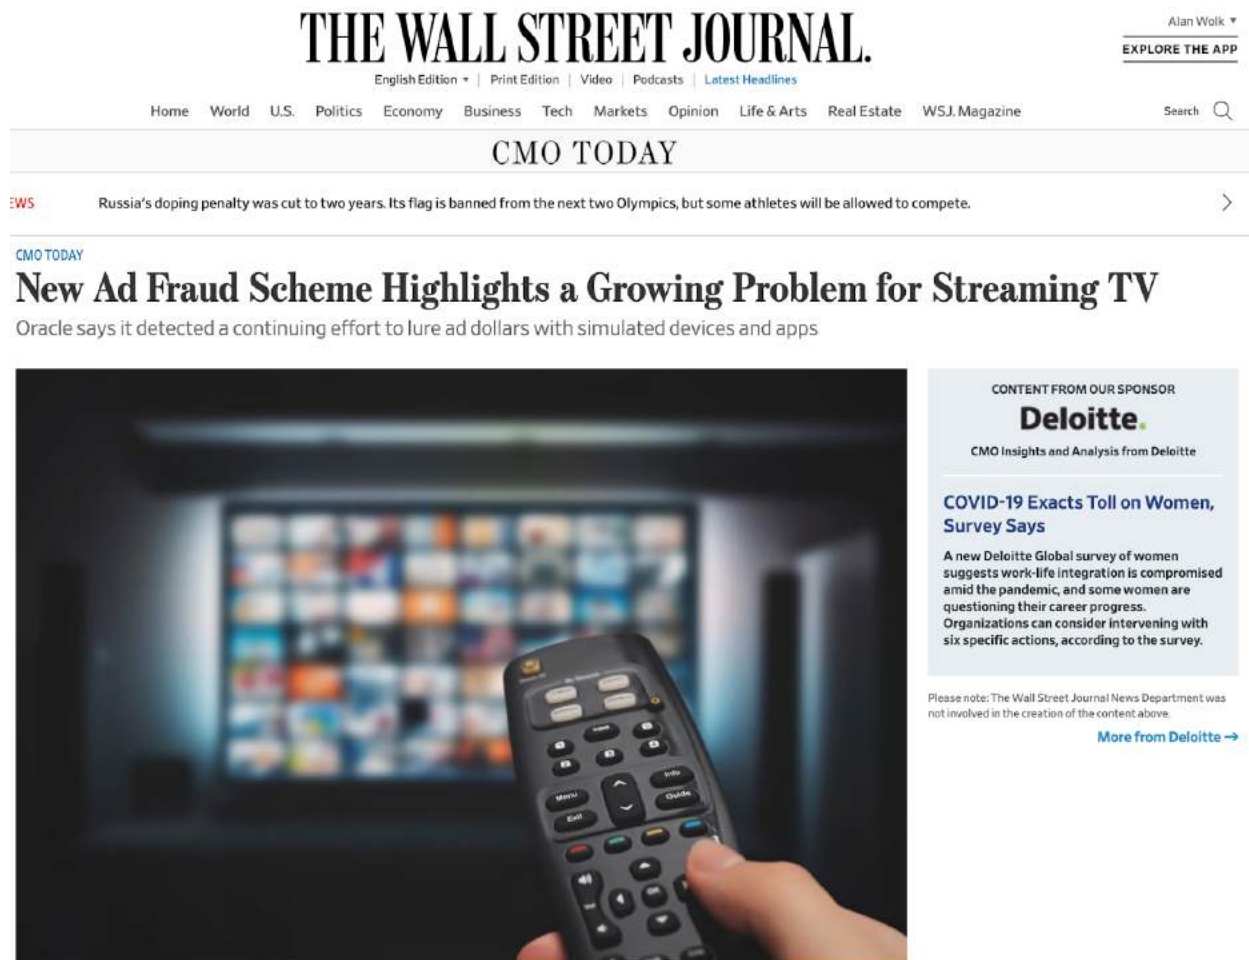 THE WALL STREET JOURNAL.
Alan Wolk ▾
EXPLORE THE APP
English Edition ▾ | Print Edition | Video | Podcasts | Latest Headlines
Home World U.S. Politics Economy Business Tech Markets Opinion Life & Arts Real Estate WSJ. Magazine
Search
CMO TODAY
EWS
Russia's doping penalty was cut to two years. Its flag is banned from the next two Olympics, but some athletes will be allowed to compete.
CMO TODAY
New Ad Fraud Scheme Highlights a Growing Problem for Streaming TV
Oracle says it detected a continuing effort to lure ad dollars with simulated devices and apps
CONTENT FROM OUR SPONSOR
Deloitte.
CMO Insights and Analysis from Deloitte
COVID-19 Exacts Toll on Women,
Survey Says
A new Deloitte Global survey of women
suggests work-life integration is compromised
amid the pandemic, and some women are
questioning their career progress.
Organizations can consider intervening with
six specific actions, according to the survey.
Please note: The Wall Street Journal News Department was
not involved in the creation of the content above.
More from Deloitte →
Menu
Info
Exit
Guide